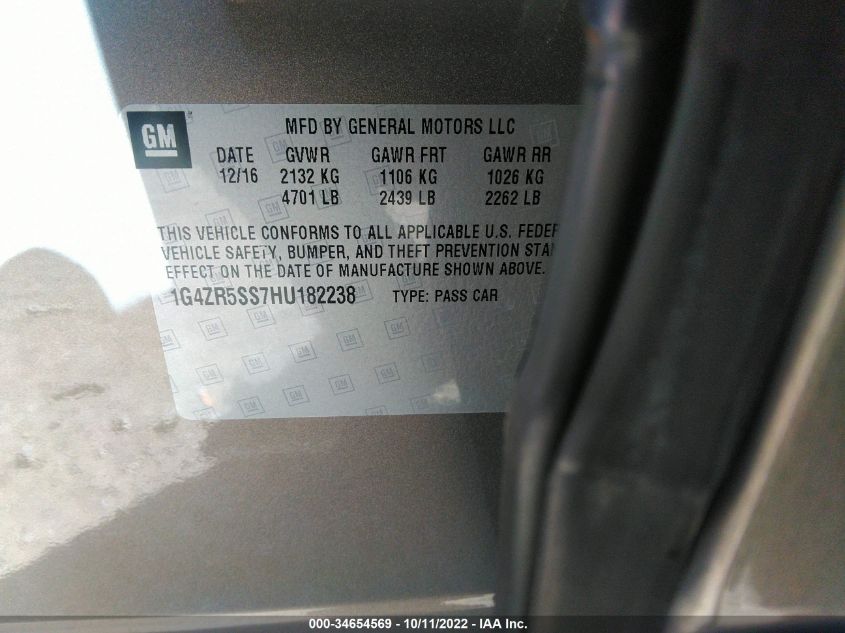 GM
MFD BY GENERAL MOTORS LLC
DATE GVWR GAWR FRT GAWR RR
12/16 2132 KG 1106 KG 1026 KG
4701 LB 2439 LB 2262 LB
THIS VEHICLE CONFORMS TO ALL APPLICABLE U.S. FEDER
VEHICLE SAFETY, BUMPER, AND THEFT PREVENTION STAN
EFFECT ON THE DATE OF MANUFACTURE SHOWN ABOVE.
1G4ZR5SS7HU182238 TYPE: PASS CAR
000-34654569 - 10/11/2022 - IAA Inc.